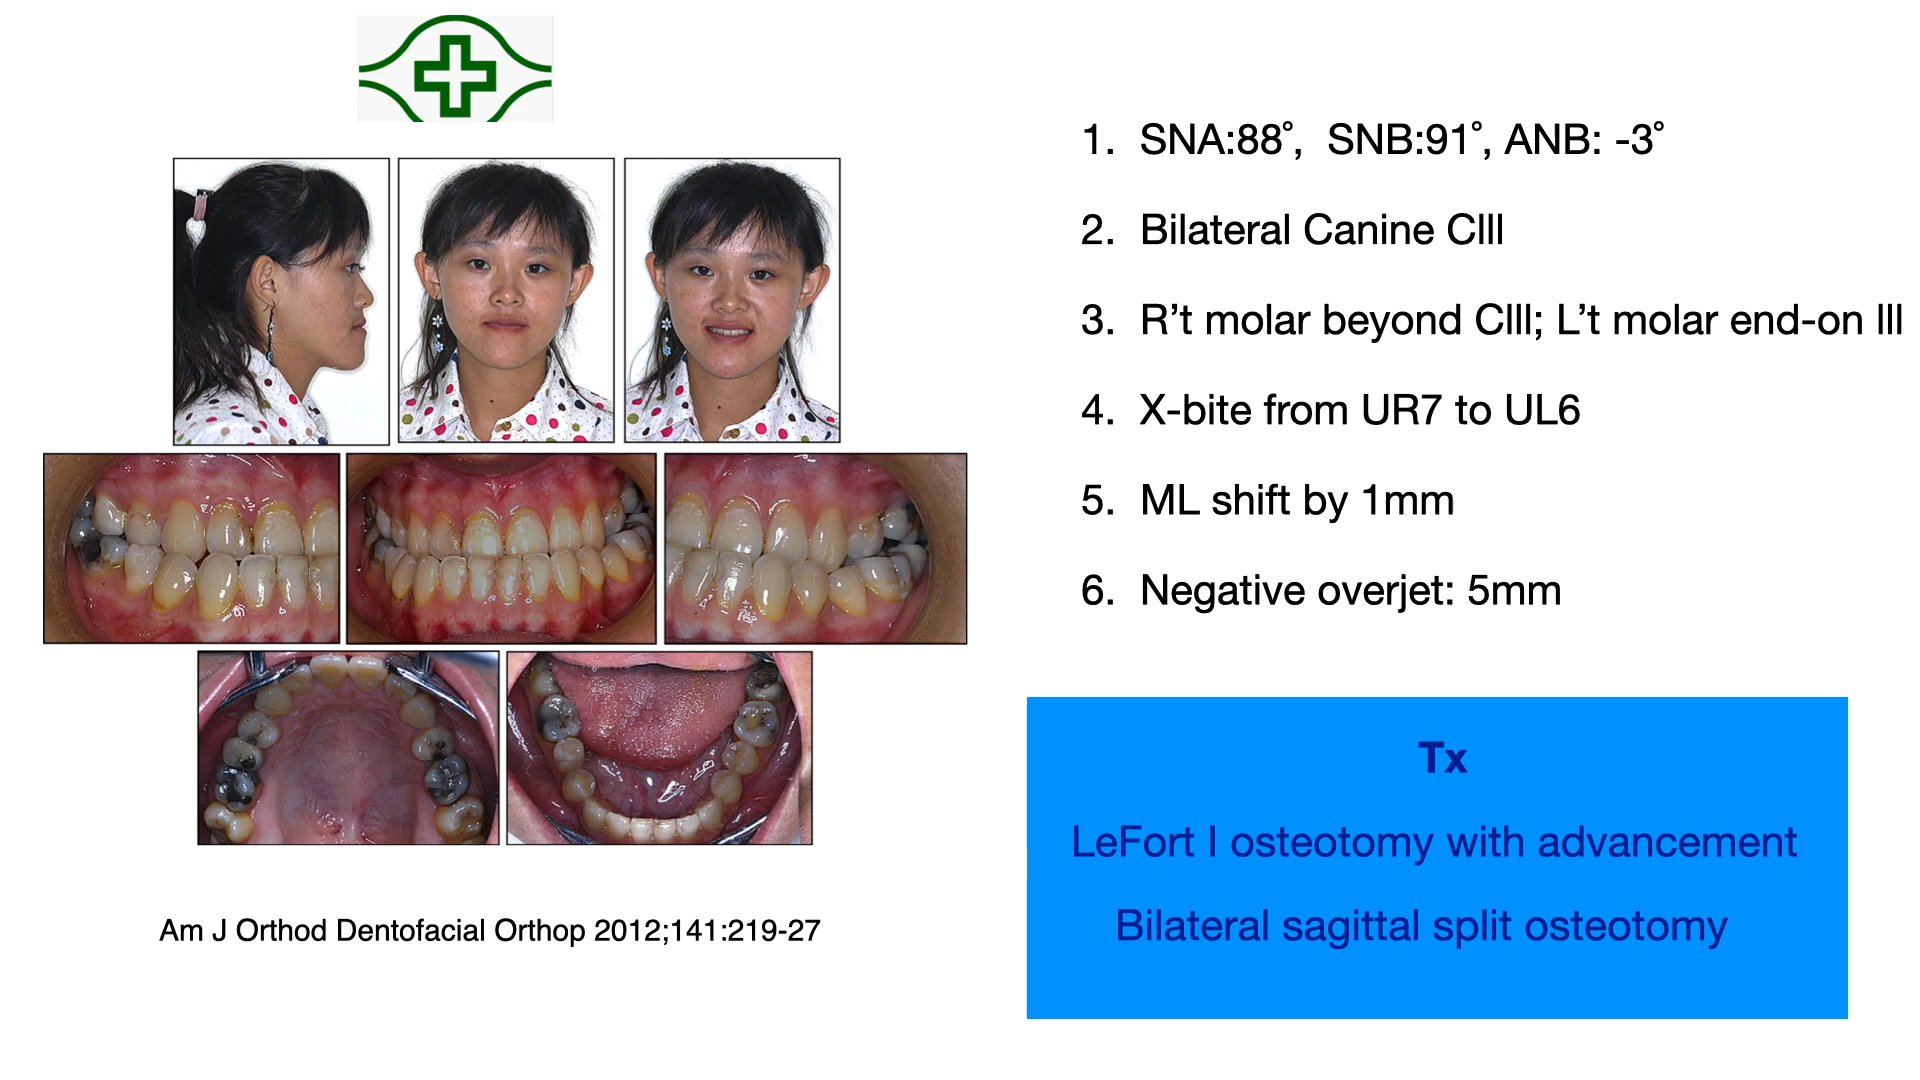 1. SNA:88°, SNB:91°, ANB: -3°
2. Bilateral Canine ClII
3. R’t molar beyond ClII; L’t molar end-on III
4. X-bite from UR7 to UL6
5. ML shift by 1mm
6. Negative overjet: 5mm
Tx
LeFort I osteotomy with advancement
Bilateral sagittal split osteotomy
Am J Orthod Dentofacial Orthop 2012;141:219-27